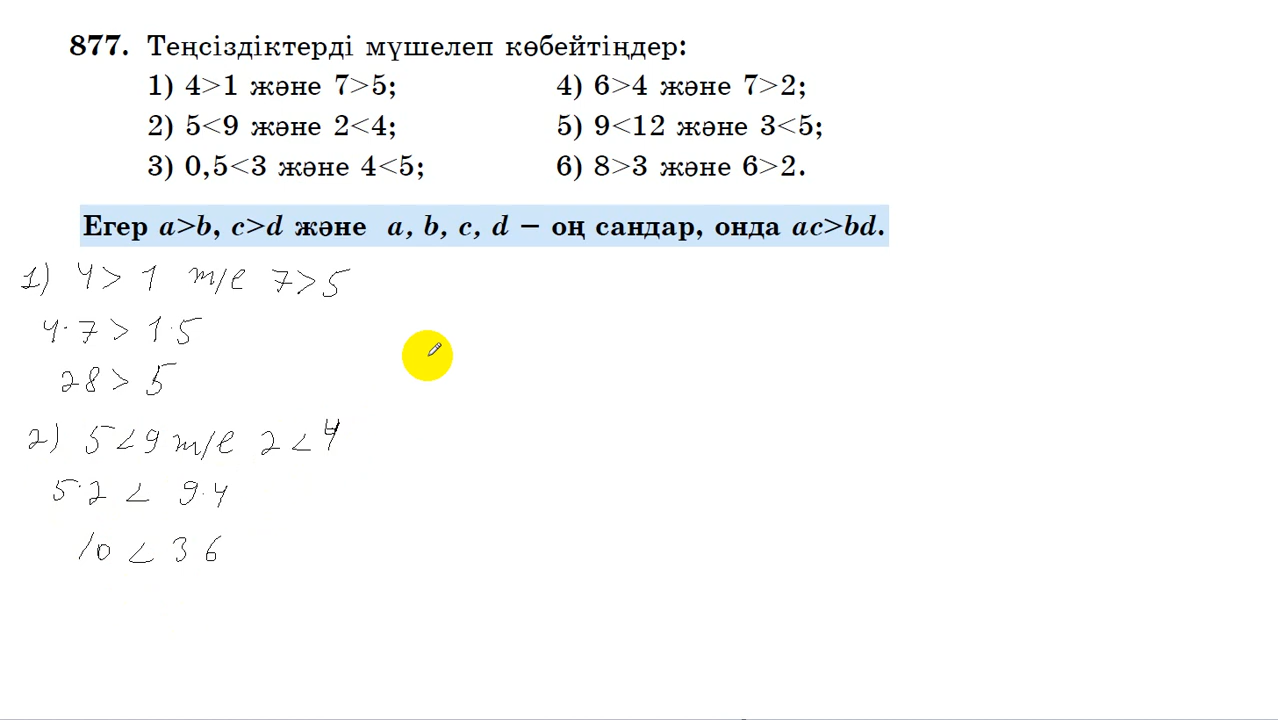 877. Теңсіздіктерді мүшелеп көбейтіңдер:
1) 4>1 және 7>5;
2) 5<9 және 2<4;
3) 0,5<3 және 4<5;
4) 6>4 және 7>2;
5) 9<12 және 3<5;
6) 8>3 және 6>2.
Егер a>b, c>d және a, b, c, d – оң сандар, онда ac>bd.
1) 4 > 1 т/е 7 > 5
4·7 > 1·5
28 > 5
2) 5 < 9 т/е 2 < 4
5·2 < 9·4
10 < 36